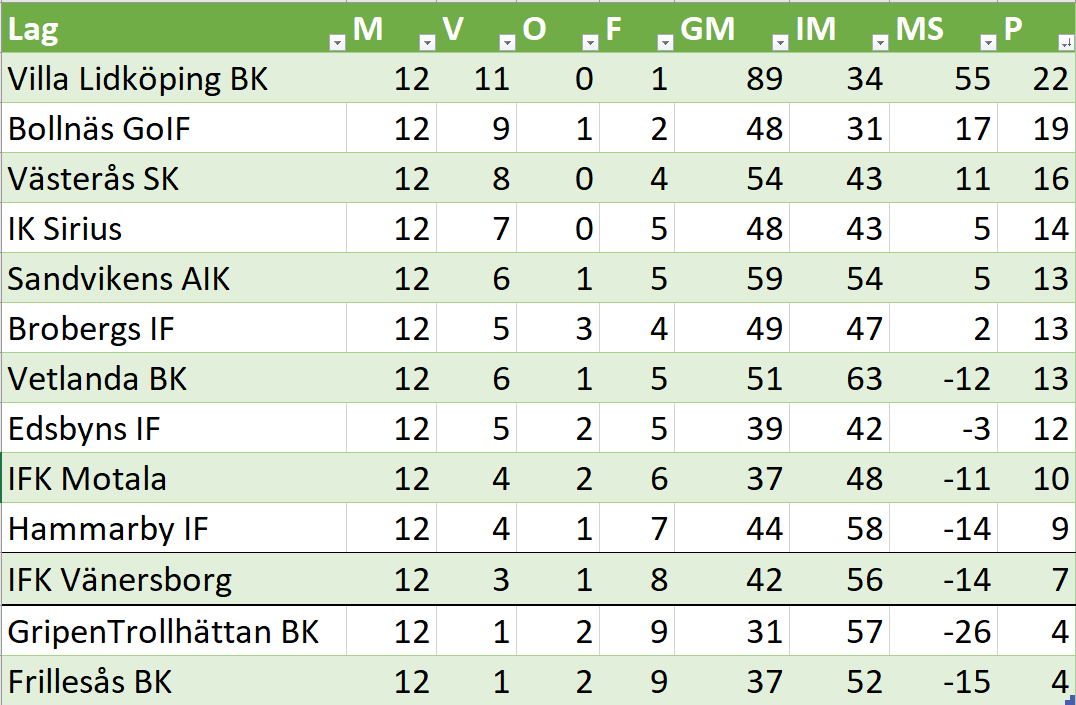 Lag M V O F GM IM MS P
Villa Lidköping BK 12 11 0 1 89 34 55 22
Bollnäs GoIF 12 9 1 2 48 31 17 19
Västerås SK 12 8 0 4 54 43 11 16
IK Sirius 12 7 0 5 48 43 5 14
Sandvikens AIK 12 6 1 5 59 54 5 13
Brobergs IF 12 5 3 4 49 47 2 13
Vetlanda BK 12 6 1 5 51 63 -12 13
Edsbyns IF 12 5 2 5 39 42 -3 12
IFK Motala 12 4 2 6 37 48 -11 10
Hammarby IF 12 4 1 7 44 58 -14 9
IFK Vänersborg 12 3 1 8 42 56 -14 7
GripenTrollhättan BK 12 1 2 9 31 57 -26 4
Frillesås BK 12 1 2 9 37 52 -15 4